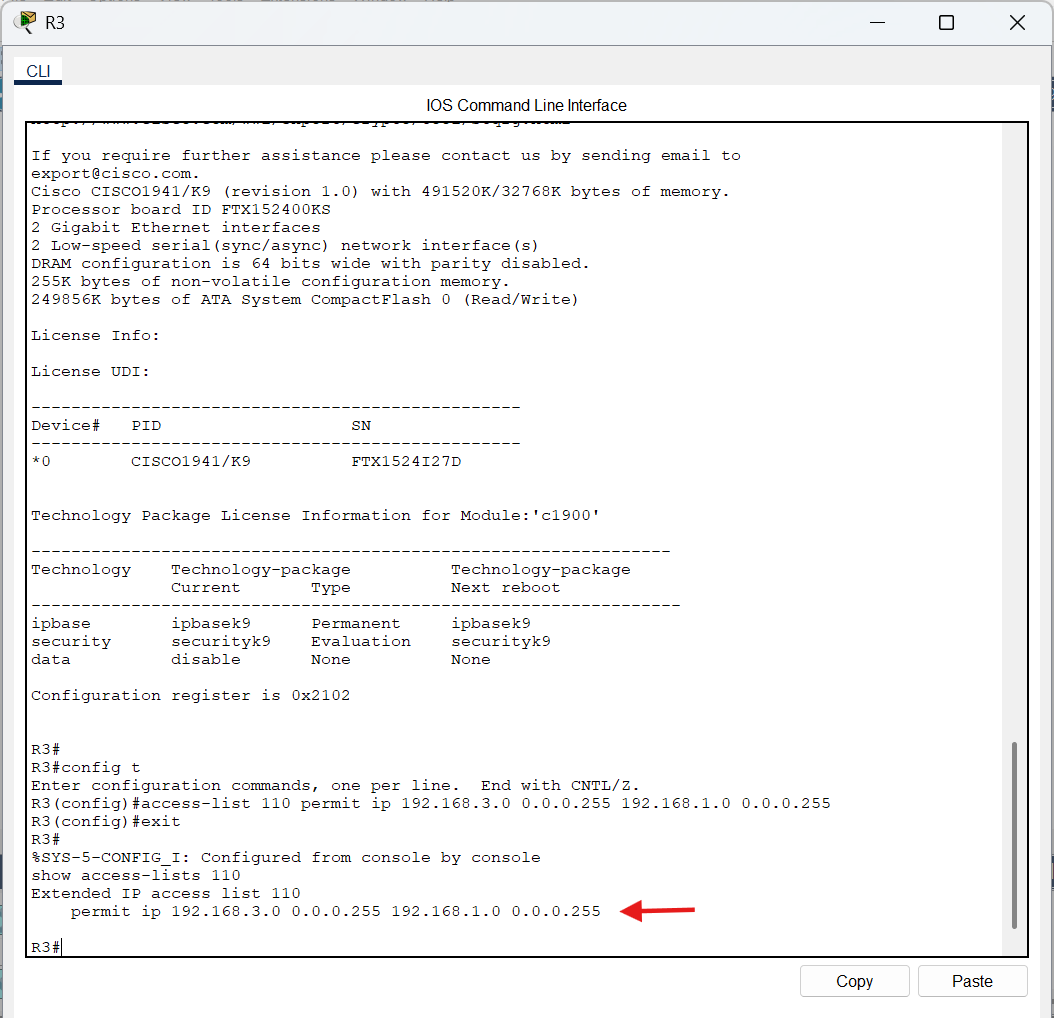 R3
CLI
IOS Command Line Interface
If you require further assistance please contact us by sending email to
export@cisco.com.
Cisco CISCO1941/K9 (revision 1.0) with 491520K/32768K bytes of memory.
Processor board ID FTX152400KS
2 Gigabit Ethernet interfaces
2 Low-speed serial(sync/async) network interface(s)
DRAM configuration is 64 bits wide with parity disabled.
255K bytes of non-volatile configuration memory.
249856K bytes of ATA System CompactFlash 0 (Read/Write)
License Info:
License UDI:
-------------------------------------------------
Device#   PID                   SN
-------------------------------------------------
*0        CISCO1941/K9          FTX1524I27D
Technology Package License Information for Module:'c1900'
----------------------------------------------------------------
Technology    Technology-package          Technology-package
              Current       Type          Next reboot
-----------------------------------------------------------------
ipbase        ipbasek9      Permanent     ipbasek9
security      securityk9    Evaluation    securityk9
data          disable       None          None
Configuration register is 0x2102
R3#
R3#config t
Enter configuration commands, one per line.  End with CNTL/Z.
R3(config)#access-list 110 permit ip 192.168.3.0 0.0.0.255 192.168.1.0 0.0.0.255
R3(config)#exit
R3#
%SYS-5-CONFIG_I: Configured from console by console
show access-lists 110
Extended IP access list 110
    permit ip 192.168.3.0 0.0.0.255 192.168.1.0 0.0.0.255
R3#
Copy Paste